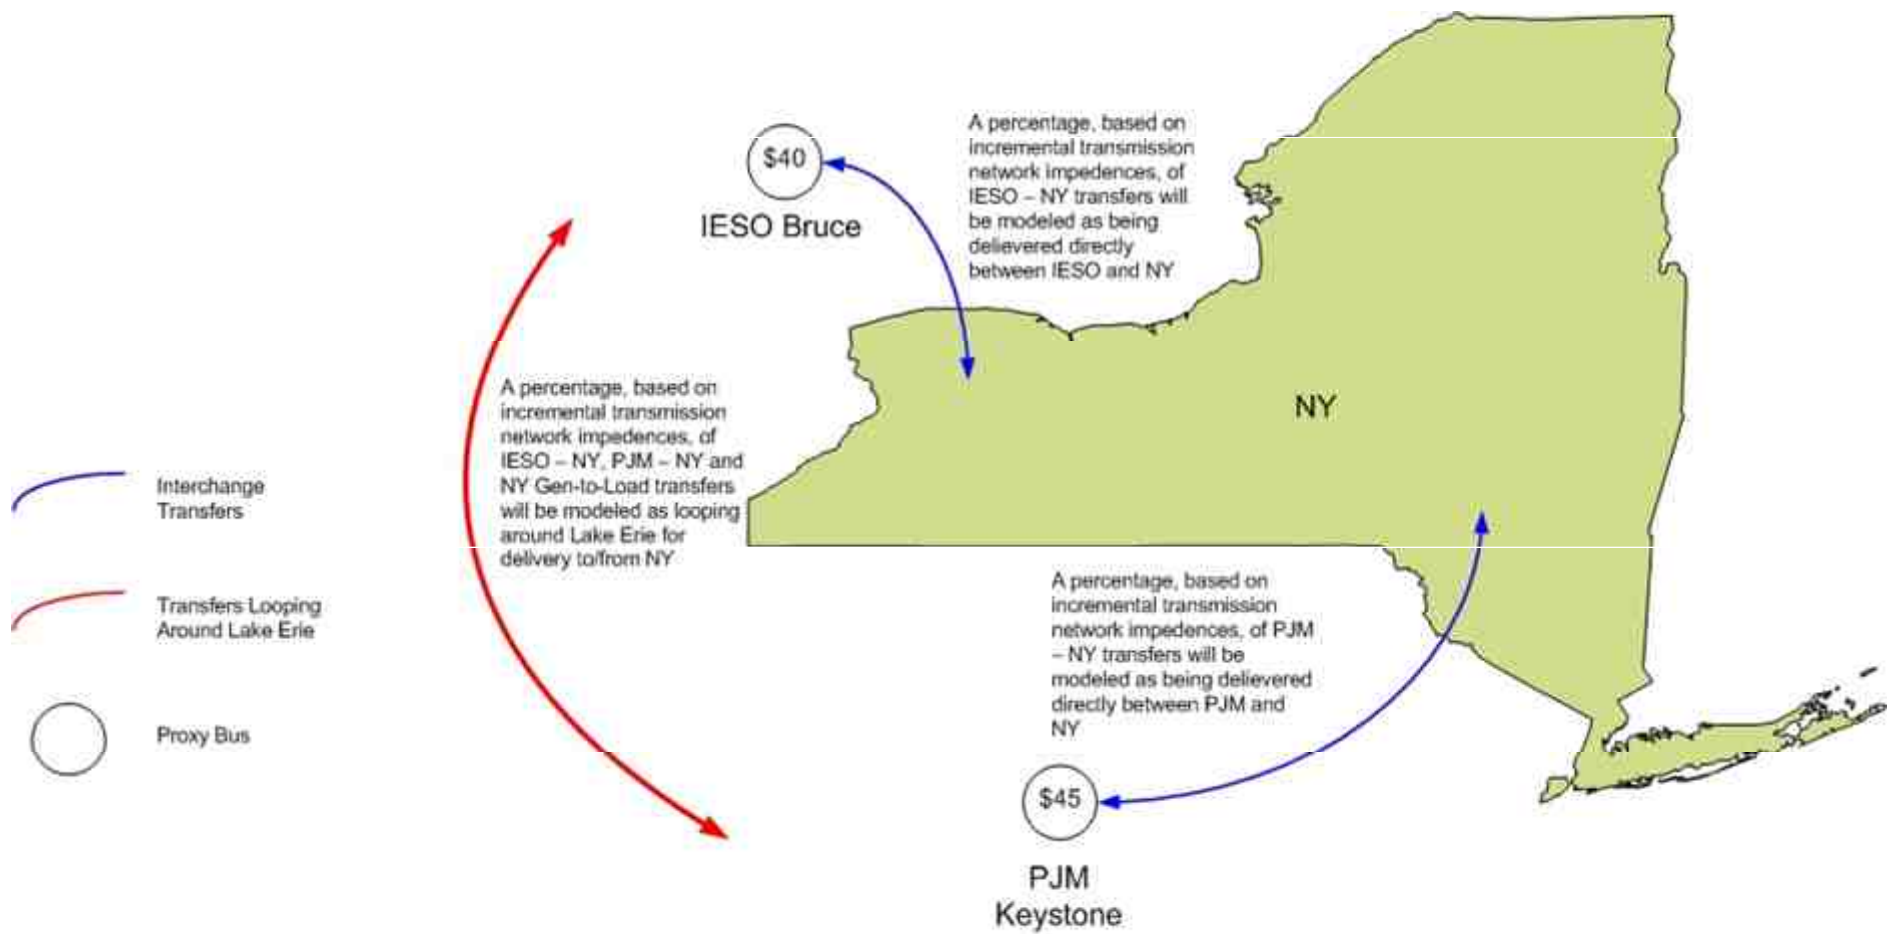 $40
IESO Bruce
A percentage, based on
incremental transmission
network impedences, of
IESO – NY transfers will
be modeled as being
delievered directly
between IESO and NY
NY
A percentage, based on
incremental transmission
network impedences, of
IESO – NY, PJM – NY and
NY Gen-to-Load transfers
will be modeled as looping
around Lake Erie for
delivery to/from NY
Interchange
Transfers
Transfers Looping
Around Lake Erie
Proxy Bus
A percentage, based on
incremental transmission
network impedences, of PJM
– NY transfers will be
modeled as being delievered
directly between PJM and
NY
$45
PJM
Keystone